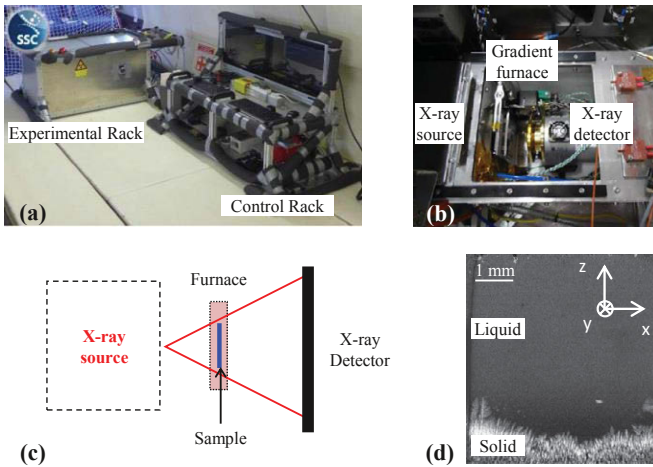 SSC
Experimental Rack
Control Rack
(a)
Gradient
furnace
X-ray
source
X-ray
detector
(b)
Furnace
X-ray
source
X-ray
Detector
Sample
(c)
1 mm
z
Liquid
y
x
Solid
(d)